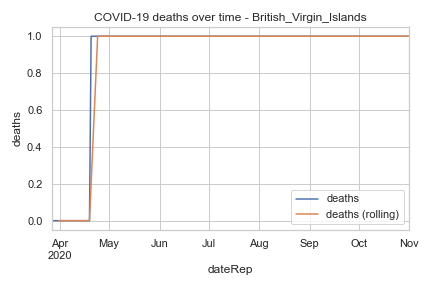 COVID-19 deaths over time - British_Virgin_Islands
deaths
1.0
0.8
0.6
0.4
0.2
0.0
deaths
deaths (rolling)
Apr May Jun Jul Aug Sep Oct Nov
2020
dateRep